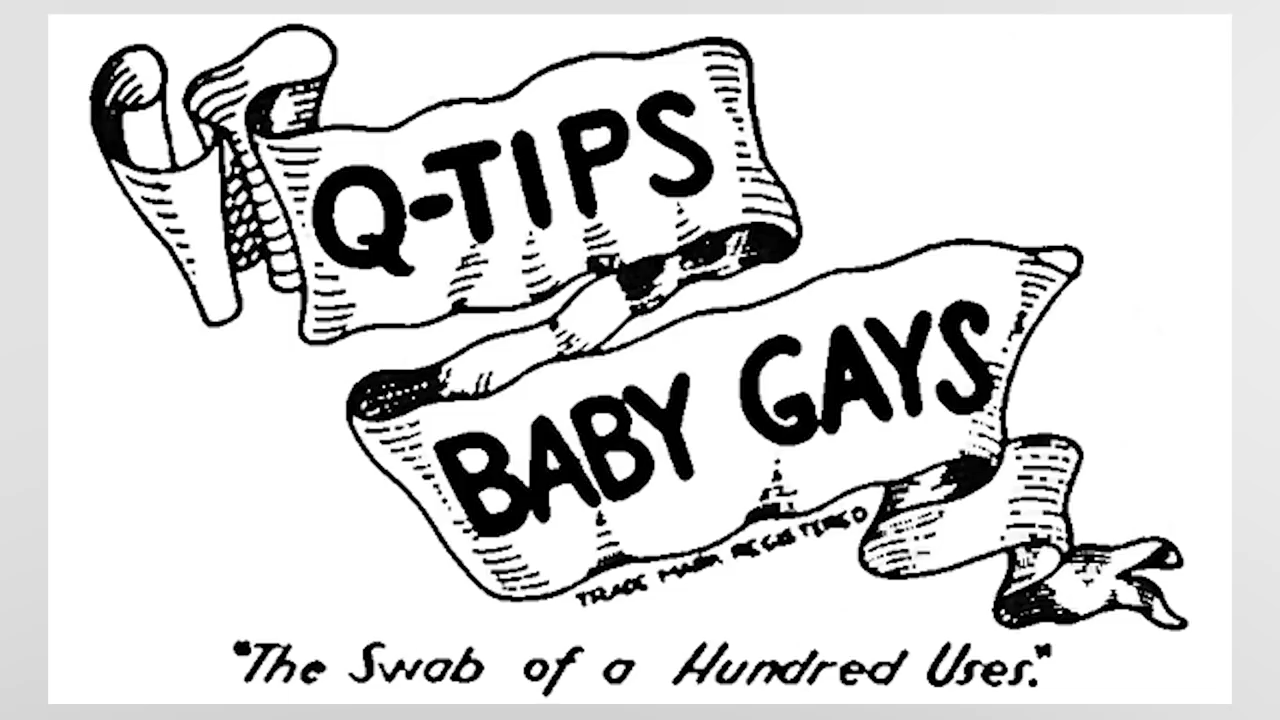 Q-TIPS
BABY GAYS
TRADE MARK REGISTERED
"The Swab of a Hundred Uses."